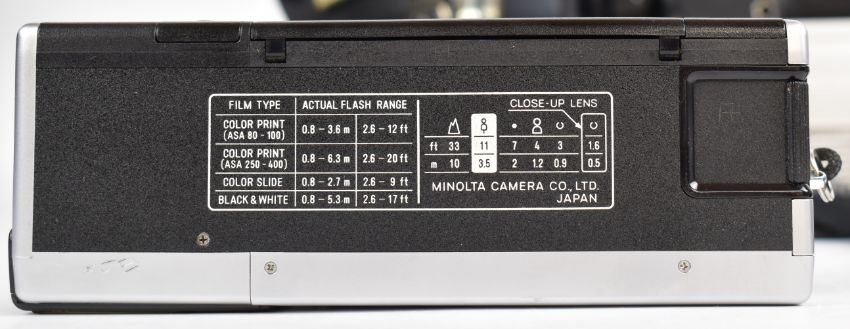 FILM TYPE ACTUAL FLASH RANGE
COLOR PRINT
(ASA 80 - 100) 0.8 – 3.6 m 2.6 – 12 ft
COLOR PRINT
(ASA 250 - 400) 0.8 – 6.3 m 2.6 – 20 ft
COLOR SLIDE 0.8 – 2.7 m 2.6 – 9 ft
BLACK & WHITE 0.8 – 5.3 m 2.6 – 17 ft
CLOSE-UP LENS
ft 33 11 7 4 3 1.6
m 10 3.5 2 1.2 0.9 0.5
MINOLTA CAMERA CO., LTD.
JAPAN